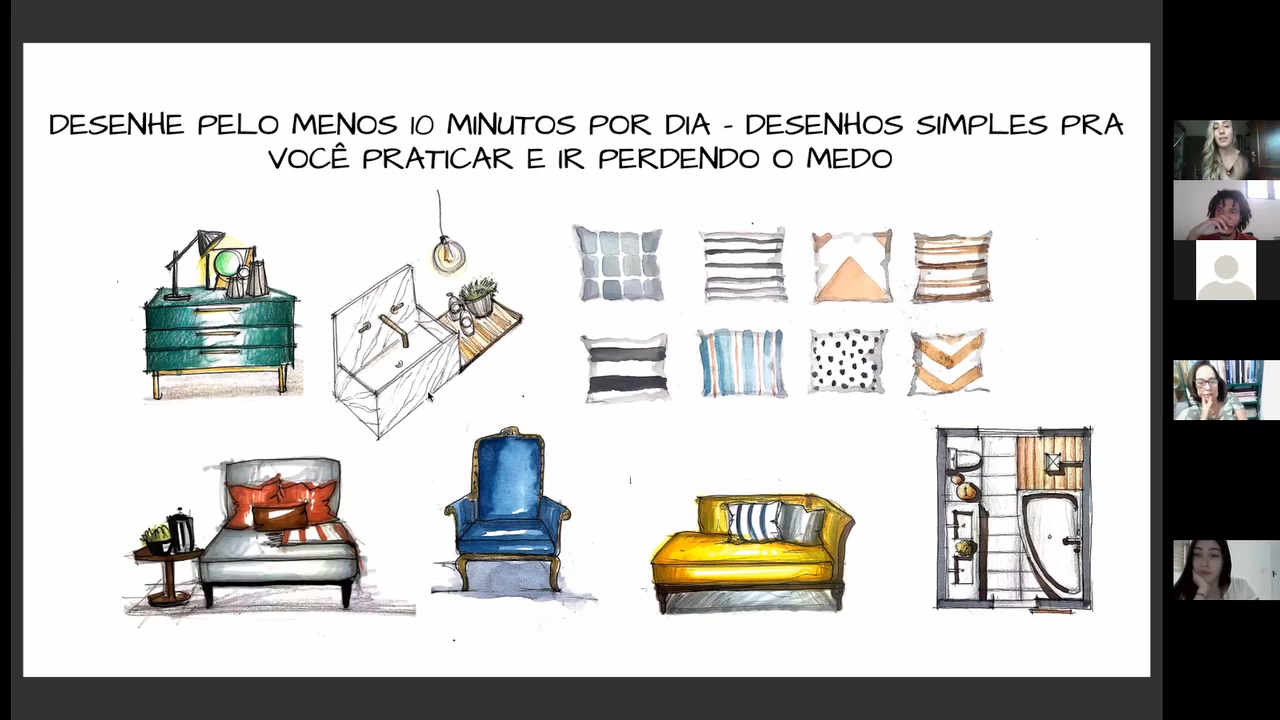 DESENHE PELO MENOS 10 MINUTOS POR DIA - DESENHOS SIMPLES PRA
VOCÊ PRATICAR E IR PERDENDO O MEDO